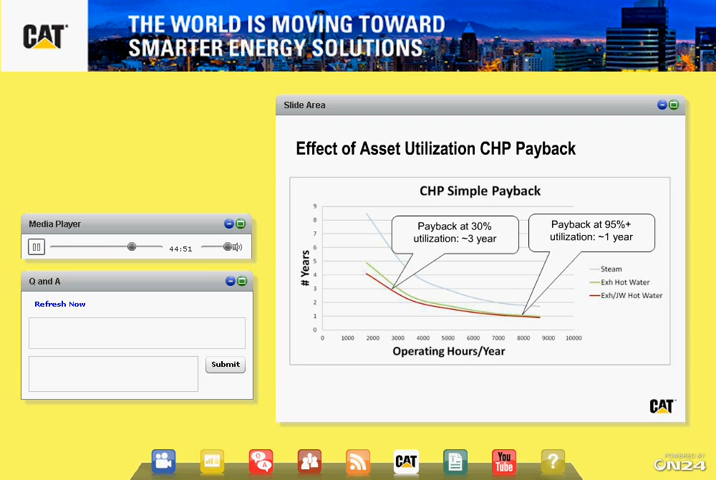 CAT
THE WORLD IS MOVING TOWARD
SMARTER ENERGY SOLUTIONS
Slide Area
Effect of Asset Utilization CHP Payback
CHP Simple Payback
# Years
9
8
7
6
5
4
3
2
1
0
0 1000 2000 3000 4000 5000 6000 7000 8000 9000 10000
Operating Hours/Year
Payback at 30%
utilization: ~3 year
Payback at 95%+
utilization: ~1 year
Steam
Exh Hot Water
Exh/JW Hot Water
CAT
Media Player
44:51
Q and A
Refresh Now
Submit
Q
A
CAT
You
Tube
?
POWERED BY
ON24